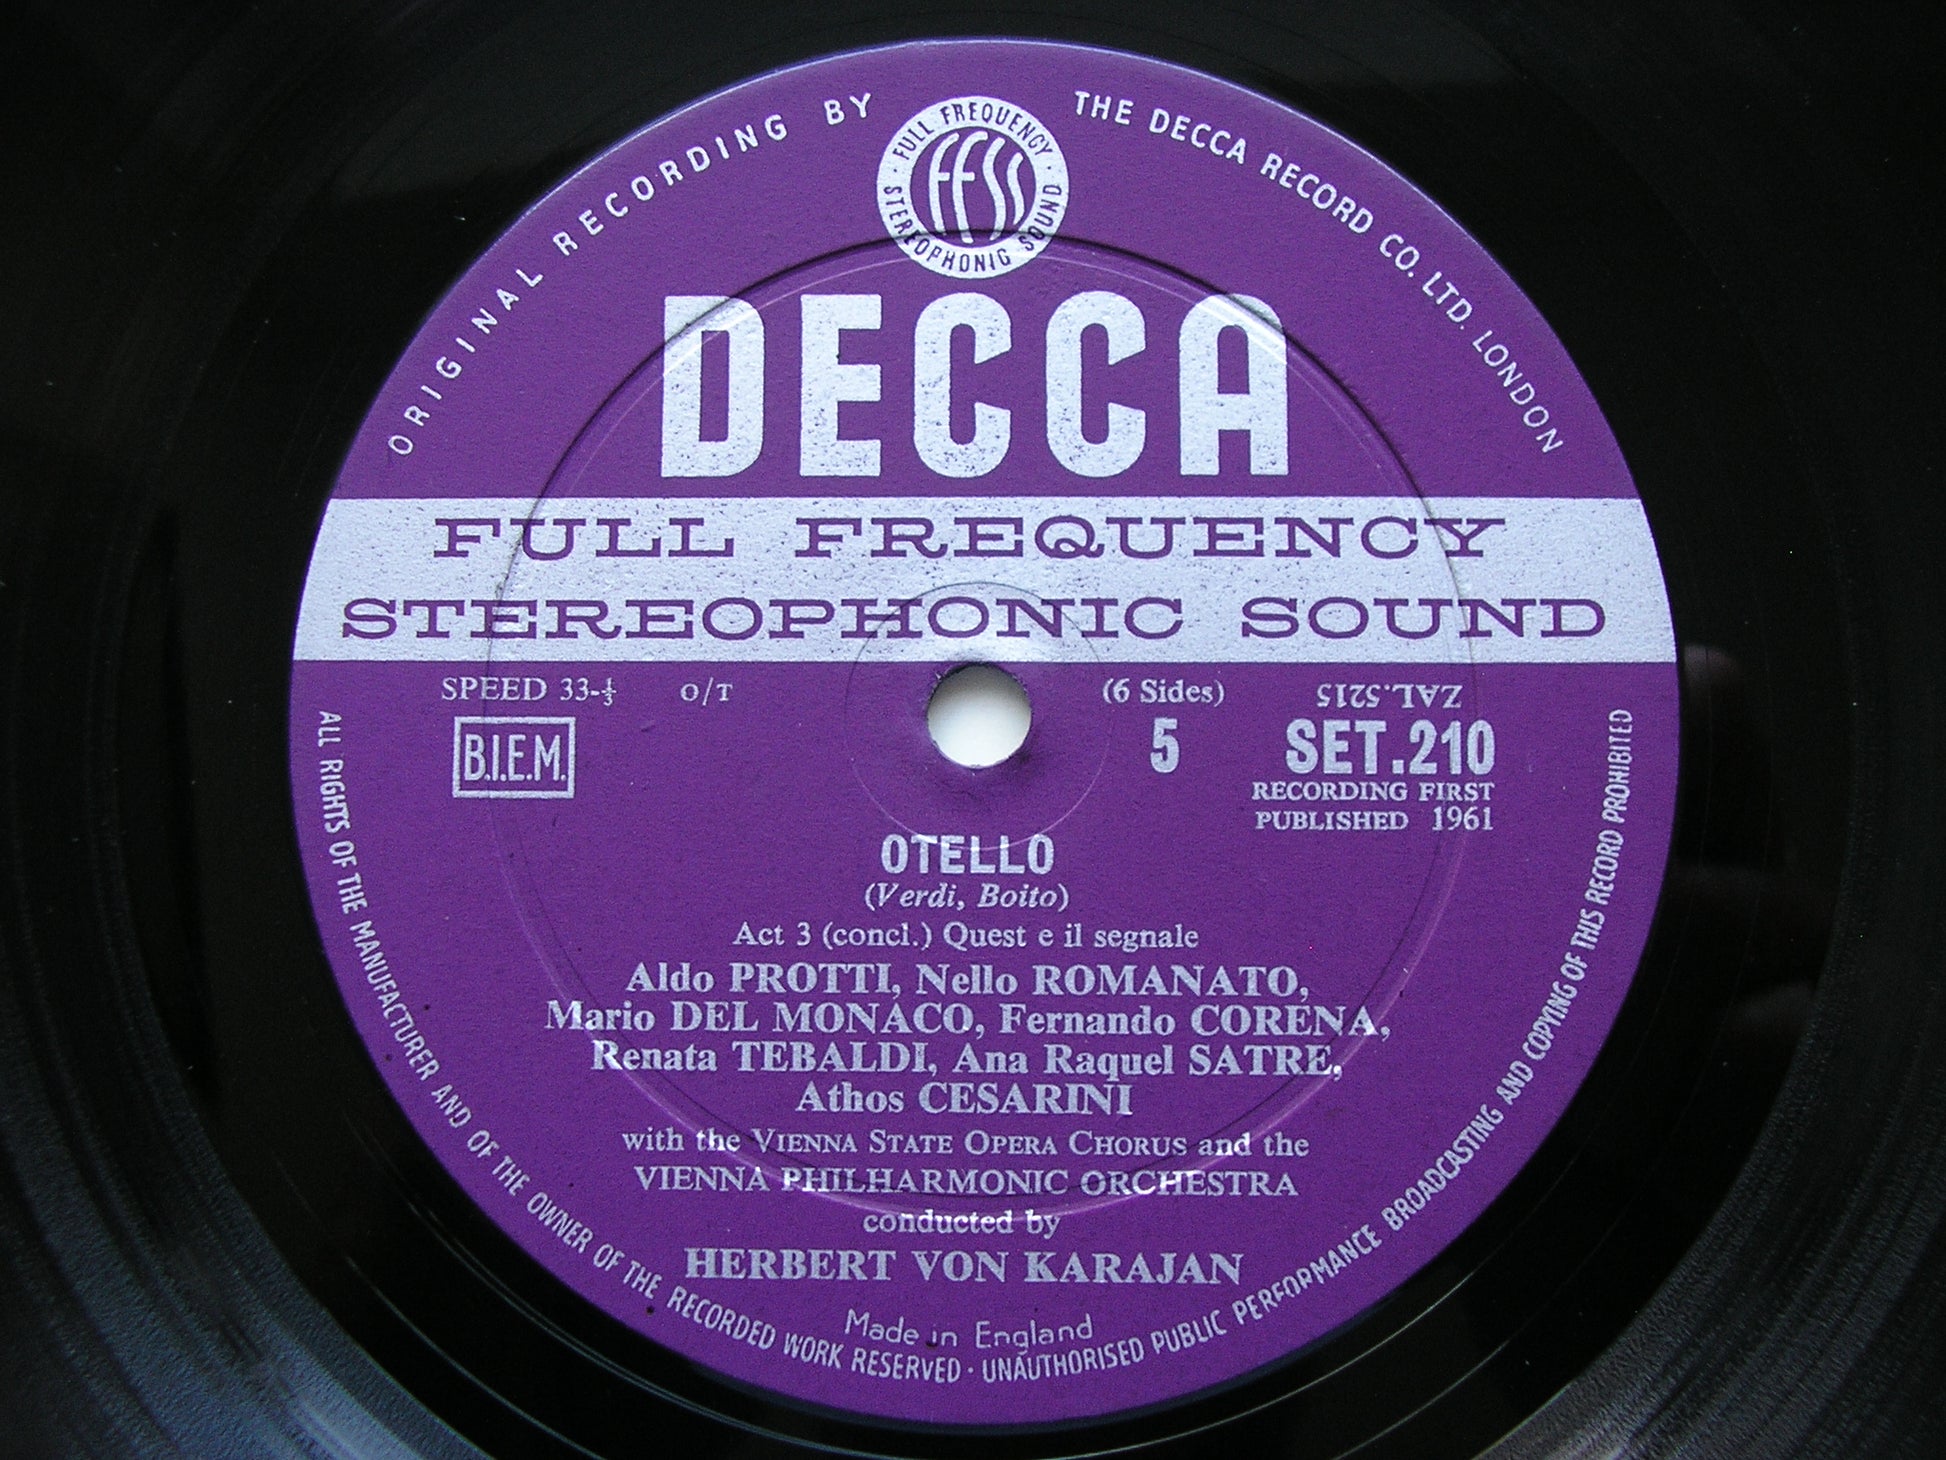 ORIGINAL RECORDING BY THE DECCA RECORD CO. LTD. LONDON
FULL FREQUENCY
STEREOPHONIC SOUND
FFSS
DECCA
FULL FREQUENCY
STEREOPHONIC SOUND
SPEED 33-⅓ O/T (6 Sides) ZAL.5215
B.I.E.M. 5 SET.210
RECORDING FIRST
PUBLISHED 1961
OTELLO
(Verdi, Boito)
Act 3 (concl.) Quest e il segnale
Aldo PROTTI, Nello ROMANATO,
Mario DEL MONACO, Fernando CORENA,
Renata TEBALDI, Ana Raquel SATRE,
Athos CESARINI
with the VIENNA STATE OPERA CHORUS and the
VIENNA PHILHARMONIC ORCHESTRA
conducted by
HERBERT VON KARAJAN
Made in England
ALL RIGHTS OF THE MANUFACTURER AND OF THE OWNER OF THE RECORDED WORK RESERVED · UNAUTHORISED PUBLIC PERFORMANCE BROADCASTING AND COPYING OF THIS RECORD PROHIBITED